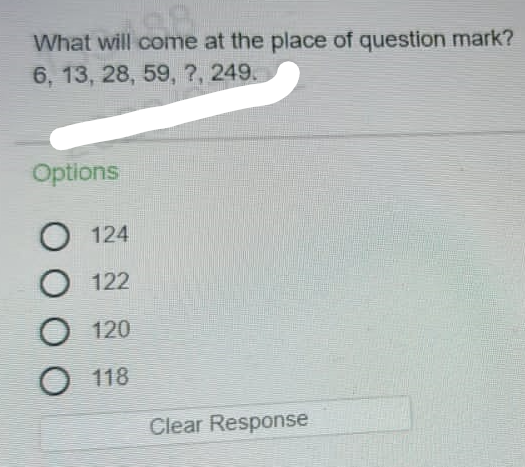 What will come at the place of question mark?
6, 13, 28, 59, ?, 249.
Options
124
122
120
118
Clear Response